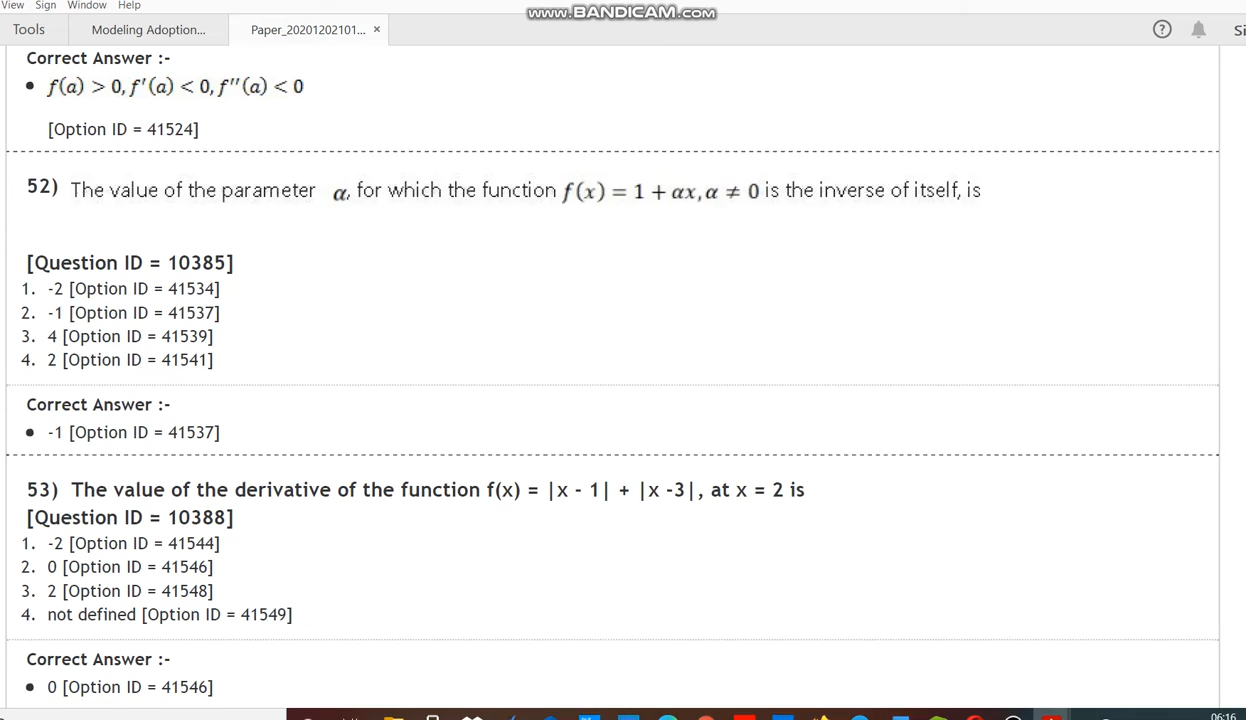 View Sign Window Help
www.BANDICAM.com
Tools Modeling Adoption... Paper_20201202101... × ? Si
Correct Answer :-
• f(a) > 0, f'(a) < 0, f''(a) < 0
[Option ID = 41524]
52) The value of the parameter α, for which the function f(x) = 1 + αx, α ≠ 0 is the inverse of itself, is
[Question ID = 10385]
1. -2 [Option ID = 41534]
2. -1 [Option ID = 41537]
3. 4 [Option ID = 41539]
4. 2 [Option ID = 41541]
Correct Answer :-
• -1 [Option ID = 41537]
53) The value of the derivative of the function f(x) = |x - 1| + |x -3|, at x = 2 is
[Question ID = 10388]
1. -2 [Option ID = 41544]
2. 0 [Option ID = 41546]
3. 2 [Option ID = 41548]
4. not defined [Option ID = 41549]
Correct Answer :-
• 0 [Option ID = 41546]
06:16